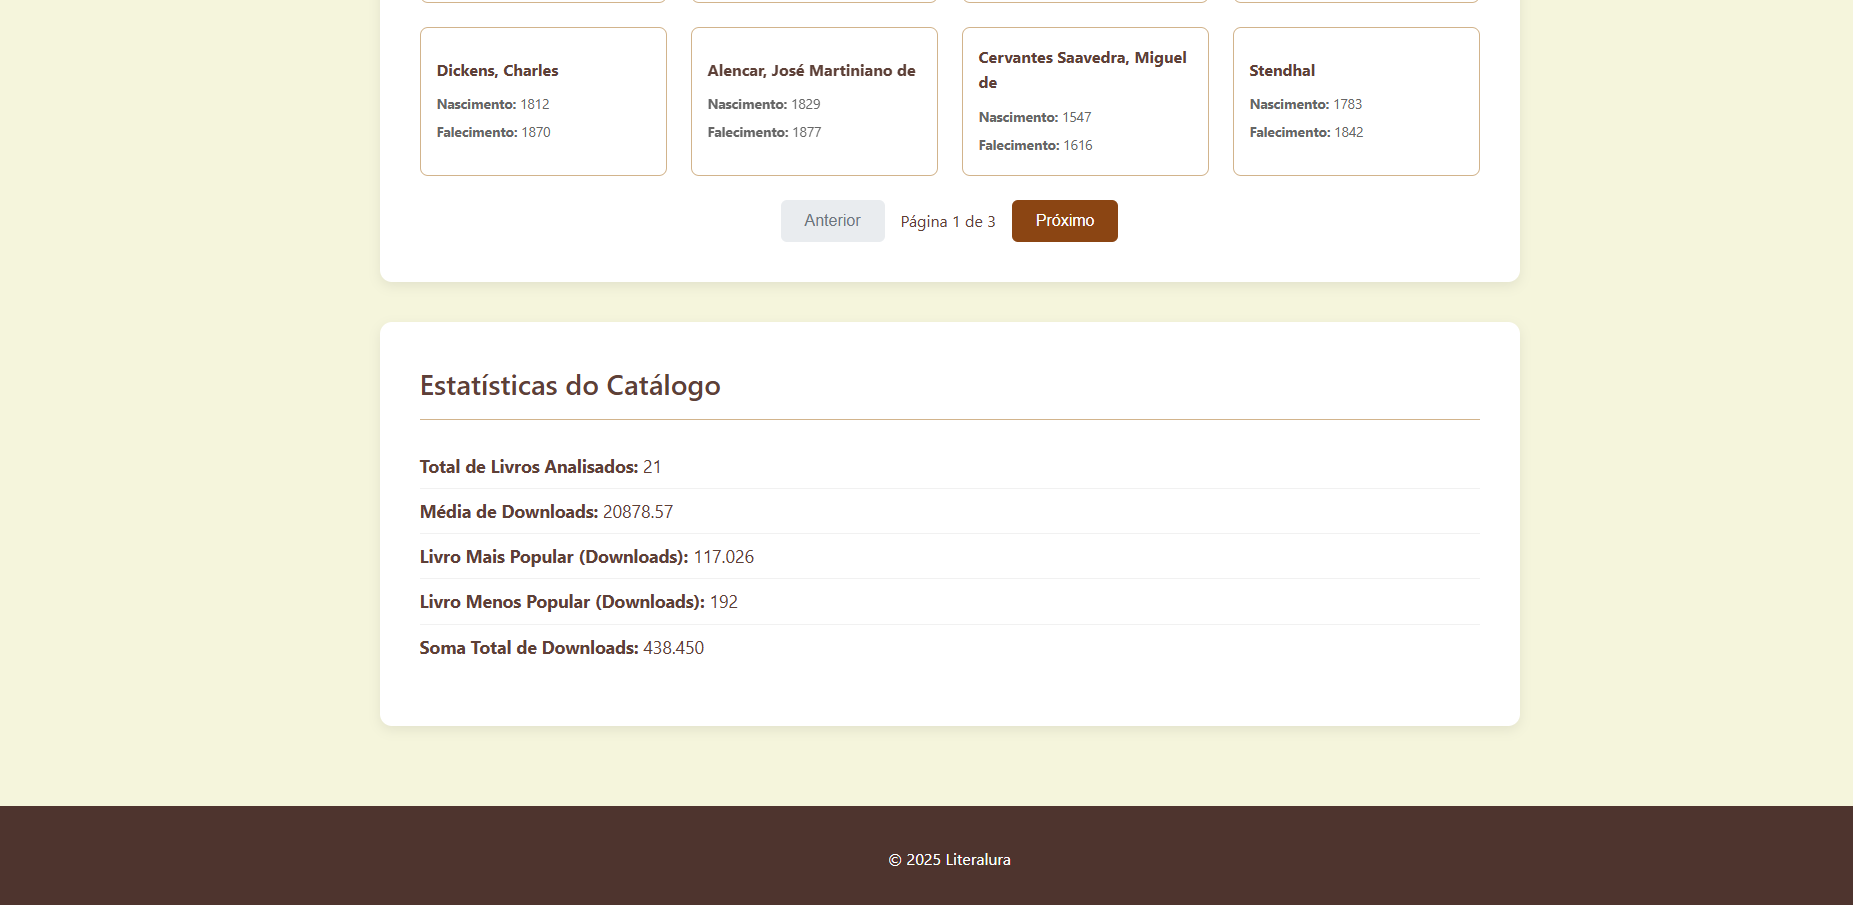 Dickens, Charles
Nascimento: 1812
Falecimento: 1870
Alencar, José Martiniano de
Nascimento: 1829
Falecimento: 1877
Cervantes Saavedra, Miguel
de
Nascimento: 1547
Falecimento: 1616
Stendhal
Nascimento: 1783
Falecimento: 1842
Anterior
Página 1 de 3
Próximo
Estatísticas do Catálogo
Total de Livros Analisados: 21
Média de Downloads: 20878.57
Livro Mais Popular (Downloads): 117.026
Livro Menos Popular (Downloads): 192
Soma Total de Downloads: 438.450
© 2025 Literalura